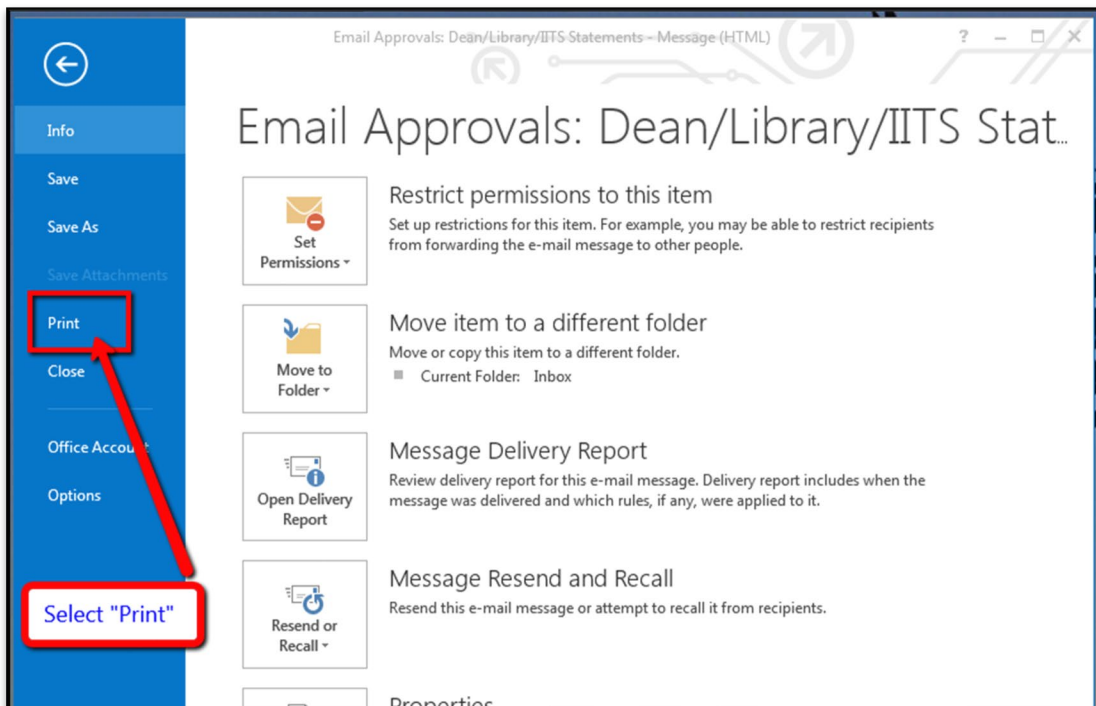 Email Approvals: Dean/Library/IITS Statements - Message (HTML)
?
Email Approvals: Dean/Library/IITS Stat...
Info
Save
Save As
Save Attachments
Print
Close
Office Account
Options
Select "Print"
Set
Permissions
Restrict permissions to this item
Set up restrictions for this item. For example, you may be able to restrict recipients
from forwarding the e-mail message to other people.
Move to
Folder
Move item to a different folder
Move or copy this item to a different folder.
Current Folder: Inbox
Open Delivery
Report
Message Delivery Report
Review delivery report for this e-mail message. Delivery report includes when the
message was delivered and which rules, if any, were applied to it.
Resend or
Recall
Message Resend and Recall
Resend this e-mail message or attempt to recall it from recipients.
Properties